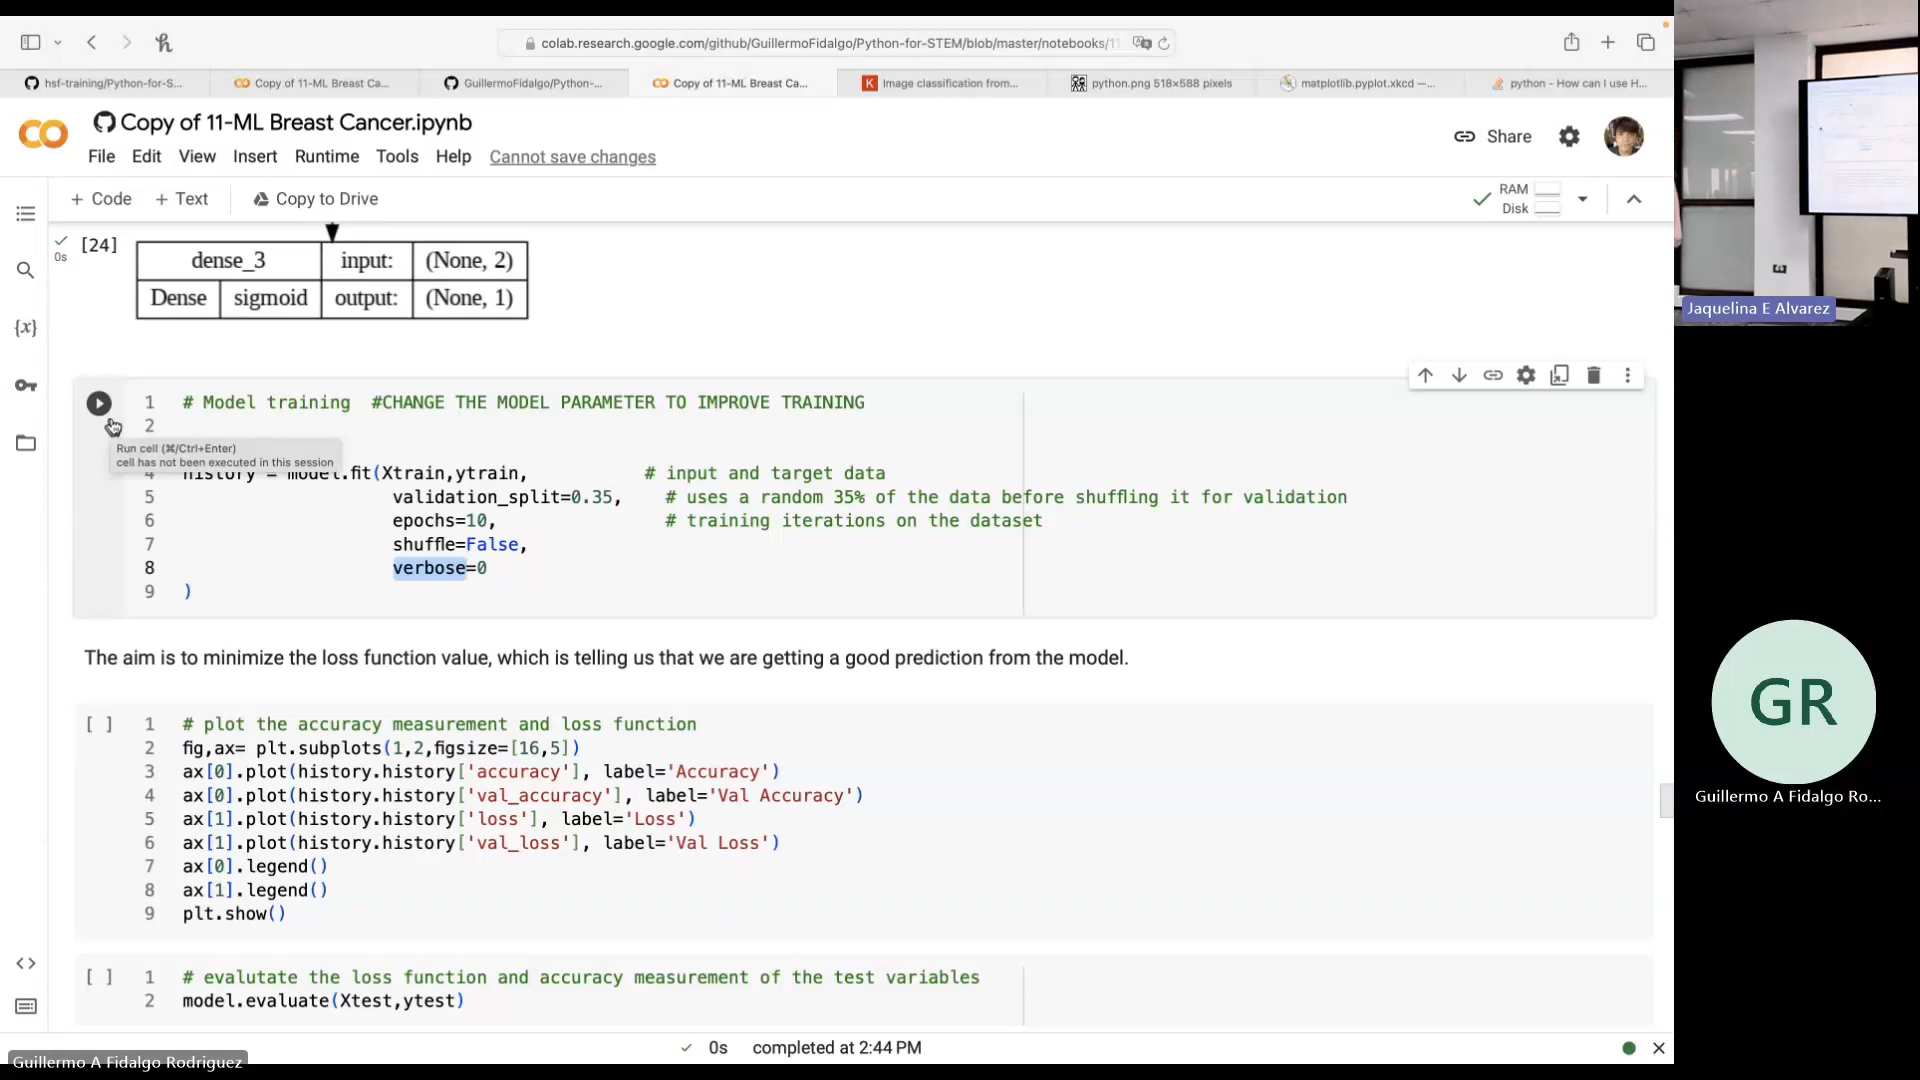 colab.research.google.com/github/GuillermoFidalgo/Python-for-STEM/blob/master/notebooks/1
hsf-training/Python-for-S...
Copy of 11-ML Breast Ca...
GuillermoFidalgo/Python-...
Copy of 11-ML Breast Ca...
Image classification from...
python.png 518×588 pixels
matplotlib.pyplot.xkcd —...
python - How can I use H...
Copy of 11-ML Breast Cancer.ipynb
File Edit View Insert Runtime Tools Help Cannot save changes
Share
+ Code + Text Copy to Drive
RAM
Disk
[24]
0s
dense_3 input: (None, 2)
Dense sigmoid output: (None, 1)
1 # Model training #CHANGE THE MODEL PARAMETER TO IMPROVE TRAINING
2
Run cell (⌘/Ctrl+Enter)
cell has not been executed in this session
4 history = model.fit(Xtrain,ytrain, # input and target data
5 validation_split=0.35, # uses a random 35% of the data before shuffling it for validation
6 epochs=10, # training iterations on the dataset
7 shuffle=False,
8 verbose=0
9 )
The aim is to minimize the loss function value, which is telling us that we are getting a good prediction from the model.
[ ] 1 # plot the accuracy measurement and loss function
2 fig,ax= plt.subplots(1,2,figsize=[16,5])
3 ax[0].plot(history.history['accuracy'], label='Accuracy')
4 ax[0].plot(history.history['val_accuracy'], label='Val Accuracy')
5 ax[1].plot(history.history['loss'], label='Loss')
6 ax[1].plot(history.history['val_loss'], label='Val Loss')
7 ax[0].legend()
8 ax[1].legend()
9 plt.show()
[ ] 1 # evalutate the loss function and accuracy measurement of the test variables
2 model.evaluate(Xtest,ytest)
0s completed at 2:44 PM
Guillermo A Fidalgo Rodriguez
Jaquelina E Alvarez
GR
Guillermo A Fidalgo Ro...